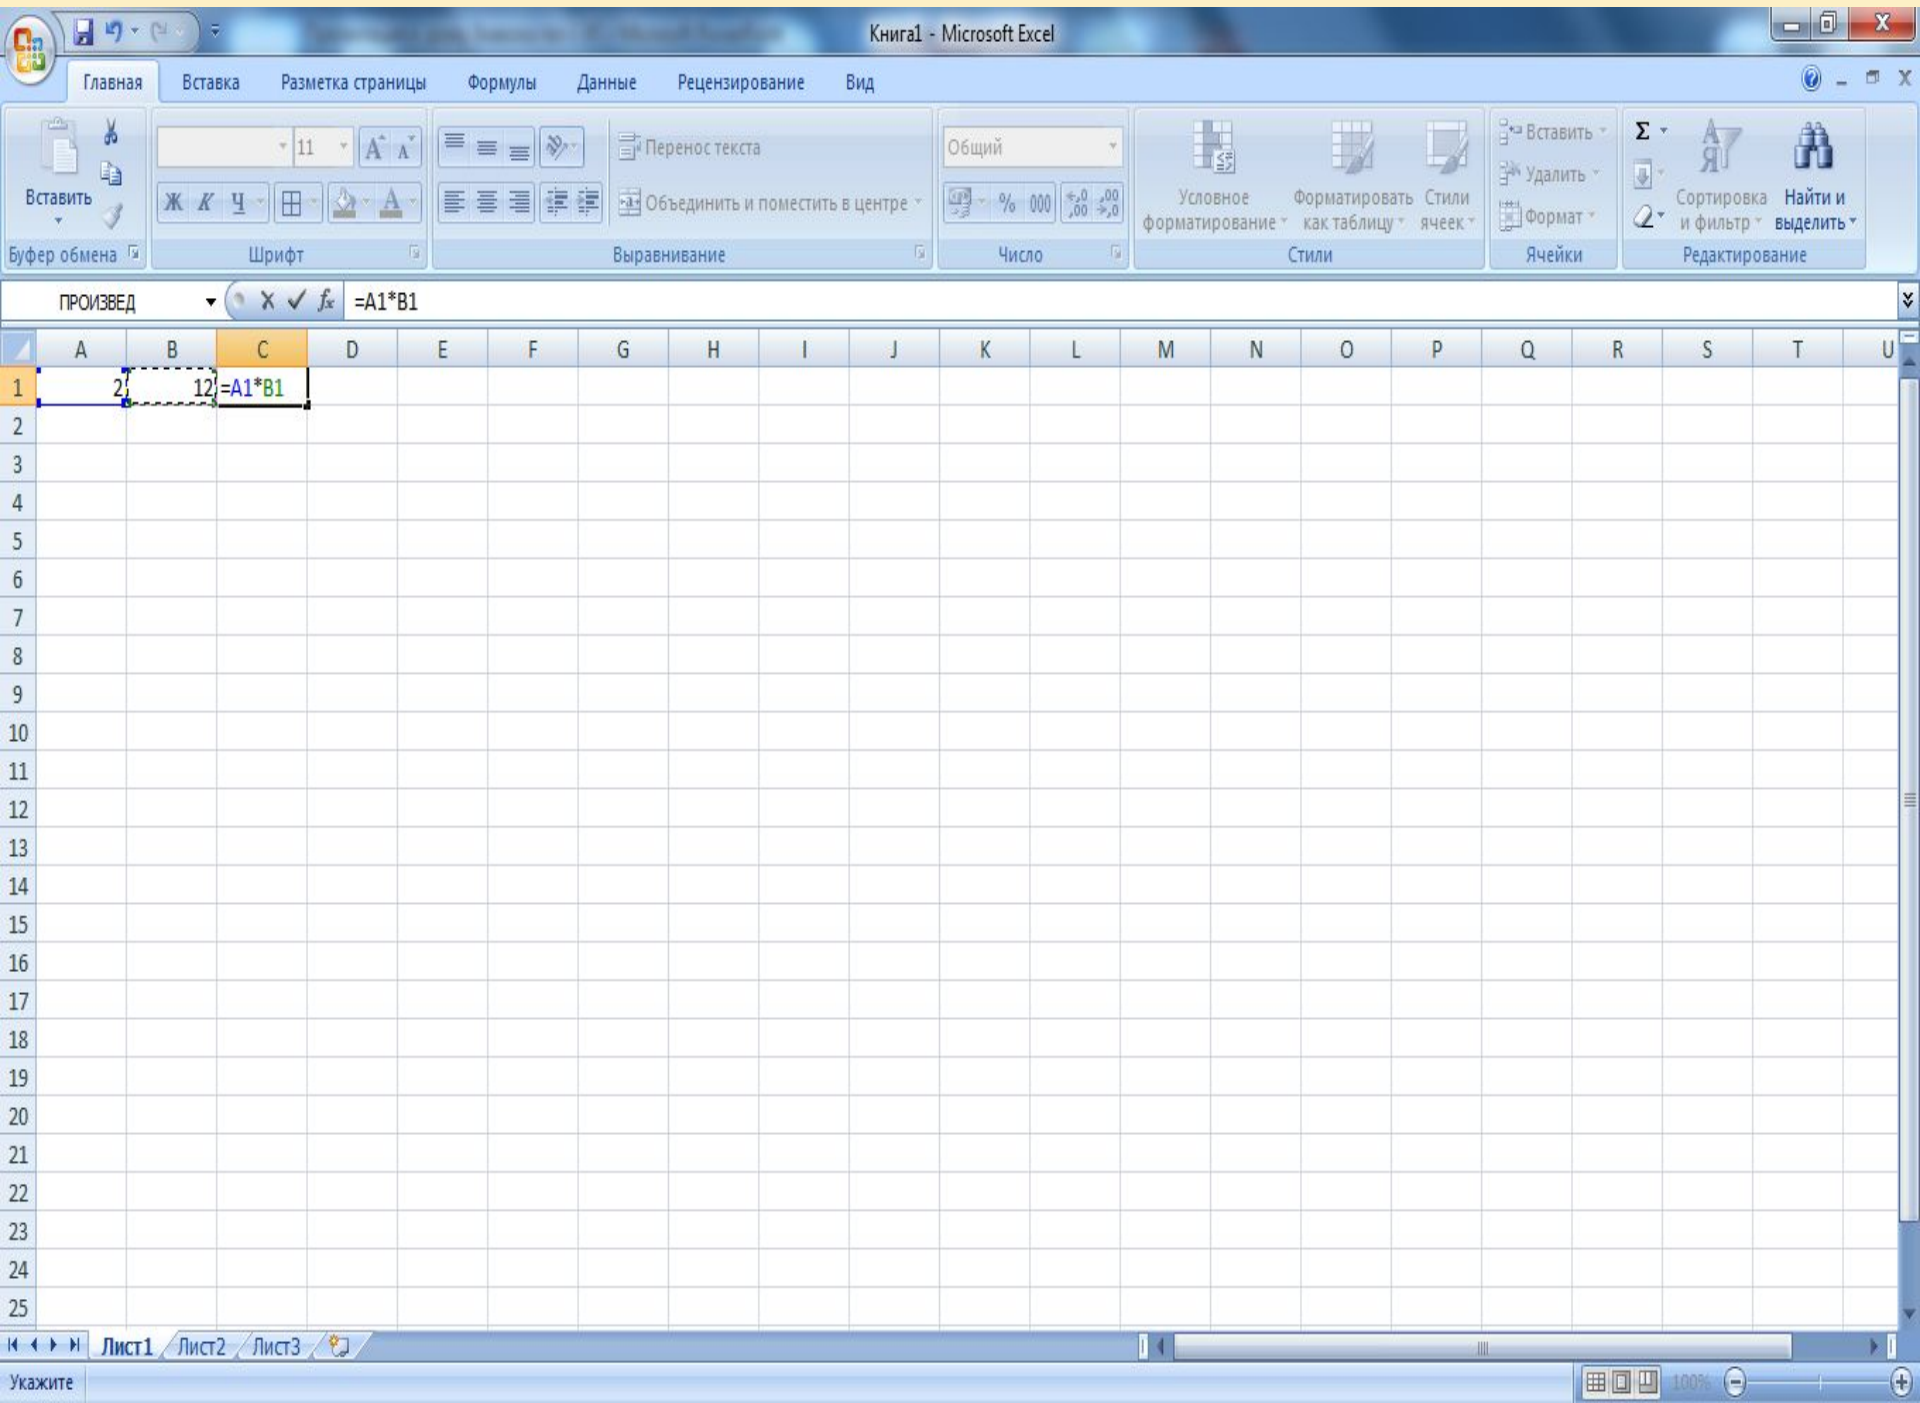 Книга1 - Microsoft Excel
Главная Вставка Разметка страницы Формулы Данные Рецензирование Вид
Вставить
Буфер обмена
11
Ж К Ч
Шрифт
Перенос текста
Объединить и поместить в центре
Выравнивание
Общий
% 000
Число
Условное форматирование
Форматировать как таблицу
Стили ячеек
Стили
Вставить
Удалить
Формат
Ячейки
Σ
Сортировка и фильтр
Найти и выделить
Редактирование
ПРОИЗВЕД fx =A1*B1
A B C D E F G H I J K L M N O P Q R S T U
1 2 12 =A1*B1
2
3
4
5
6
7
8
9
10
11
12
13
14
15
16
17
18
19
20
21
22
23
24
25
Лист1 Лист2 Лист3
Укажите 100%